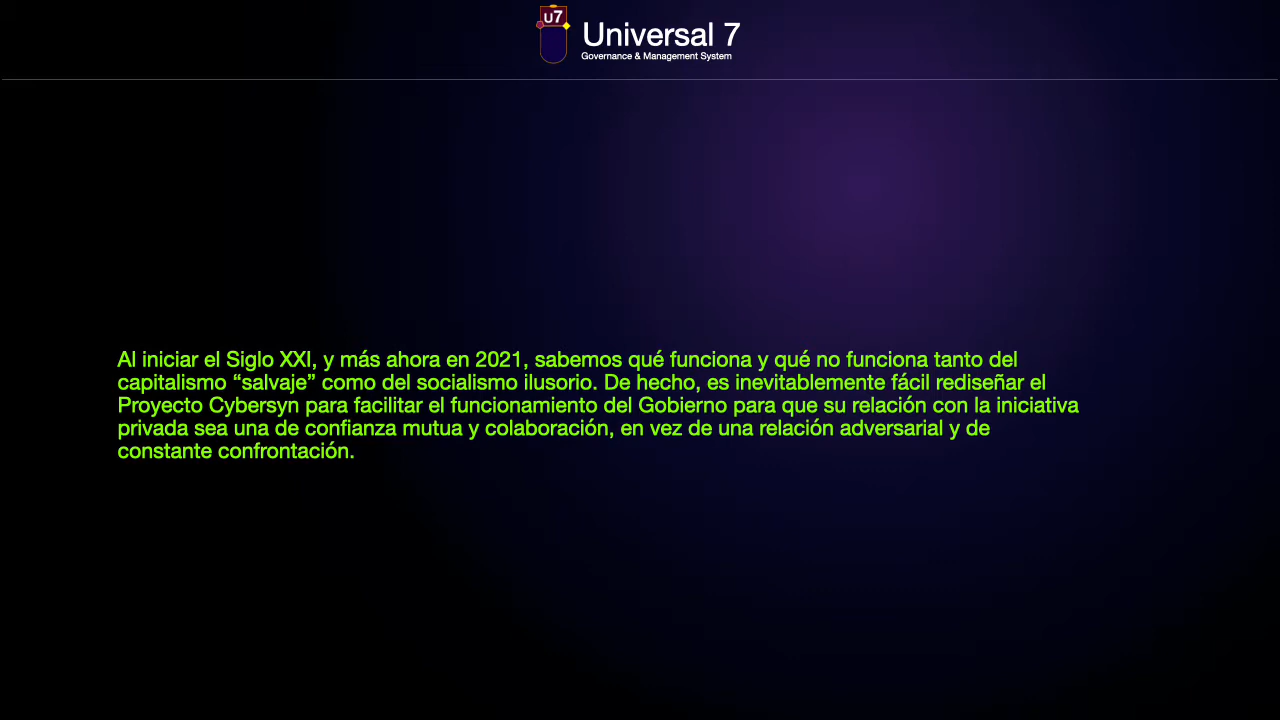 U7
Universal 7
Governance & Management System
Al iniciar el Siglo XXI, y más ahora en 2021, sabemos qué funciona y qué no funciona tanto del
capitalismo “salvaje” como del socialismo ilusorio. De hecho, es inevitablemente fácil rediseñar el
Proyecto Cybersyn para facilitar el funcionamiento del Gobierno para que su relación con la iniciativa
privada sea una de confianza mutua y colaboración, en vez de una relación adversarial y de
constante confrontación.